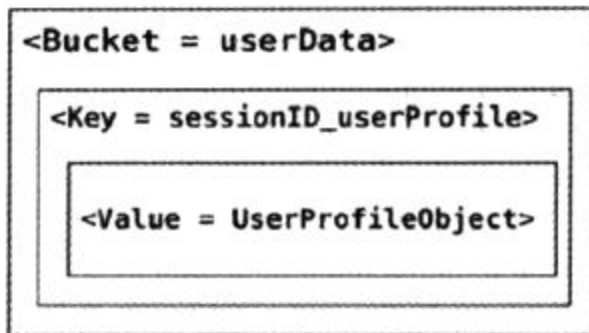 <Bucket = userData>
<Key = sessionID_userProfile>
<Value = UserProfileObject>